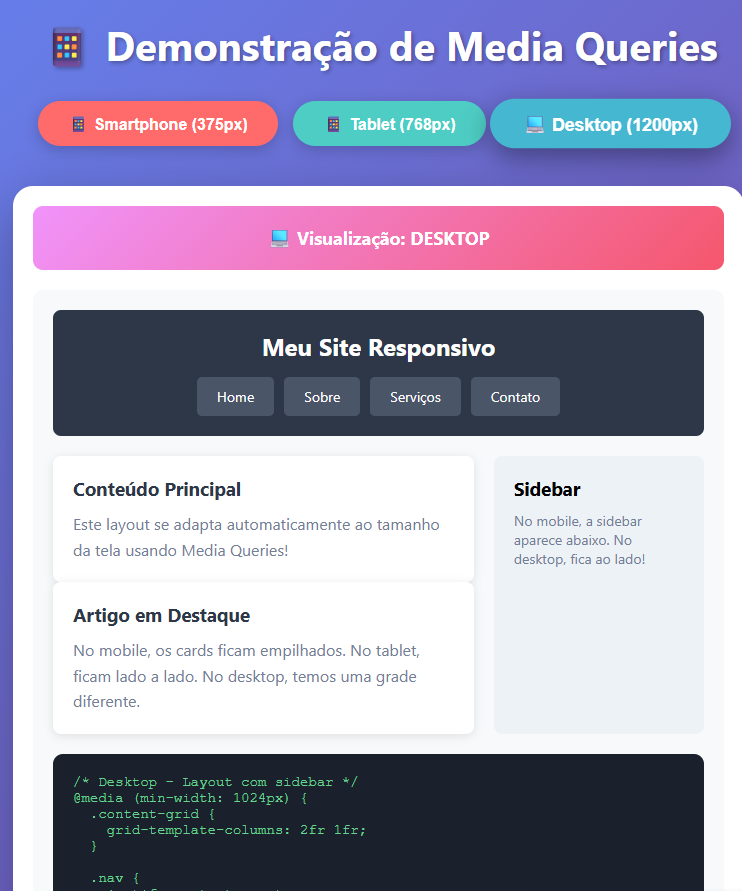 Demonstração de Media Queries
Smartphone (375px)
Tablet (768px)
Desktop (1200px)
Visualização: DESKTOP
Meu Site Responsivo
Home
Sobre
Serviços
Contato
Conteúdo Principal
Este layout se adapta automaticamente ao tamanho
da tela usando Media Queries!
Artigo em Destaque
No mobile, os cards ficam empilhados. No tablet,
ficam lado a lado. No desktop, temos uma grade
diferente.
Sidebar
No mobile, a sidebar
aparece abaixo. No
desktop, fica ao lado!
/* Desktop - Layout com sidebar */
@media (min-width: 1024px) {
.content-grid {
grid-template-columns: 2fr 1fr;
}
.nav {